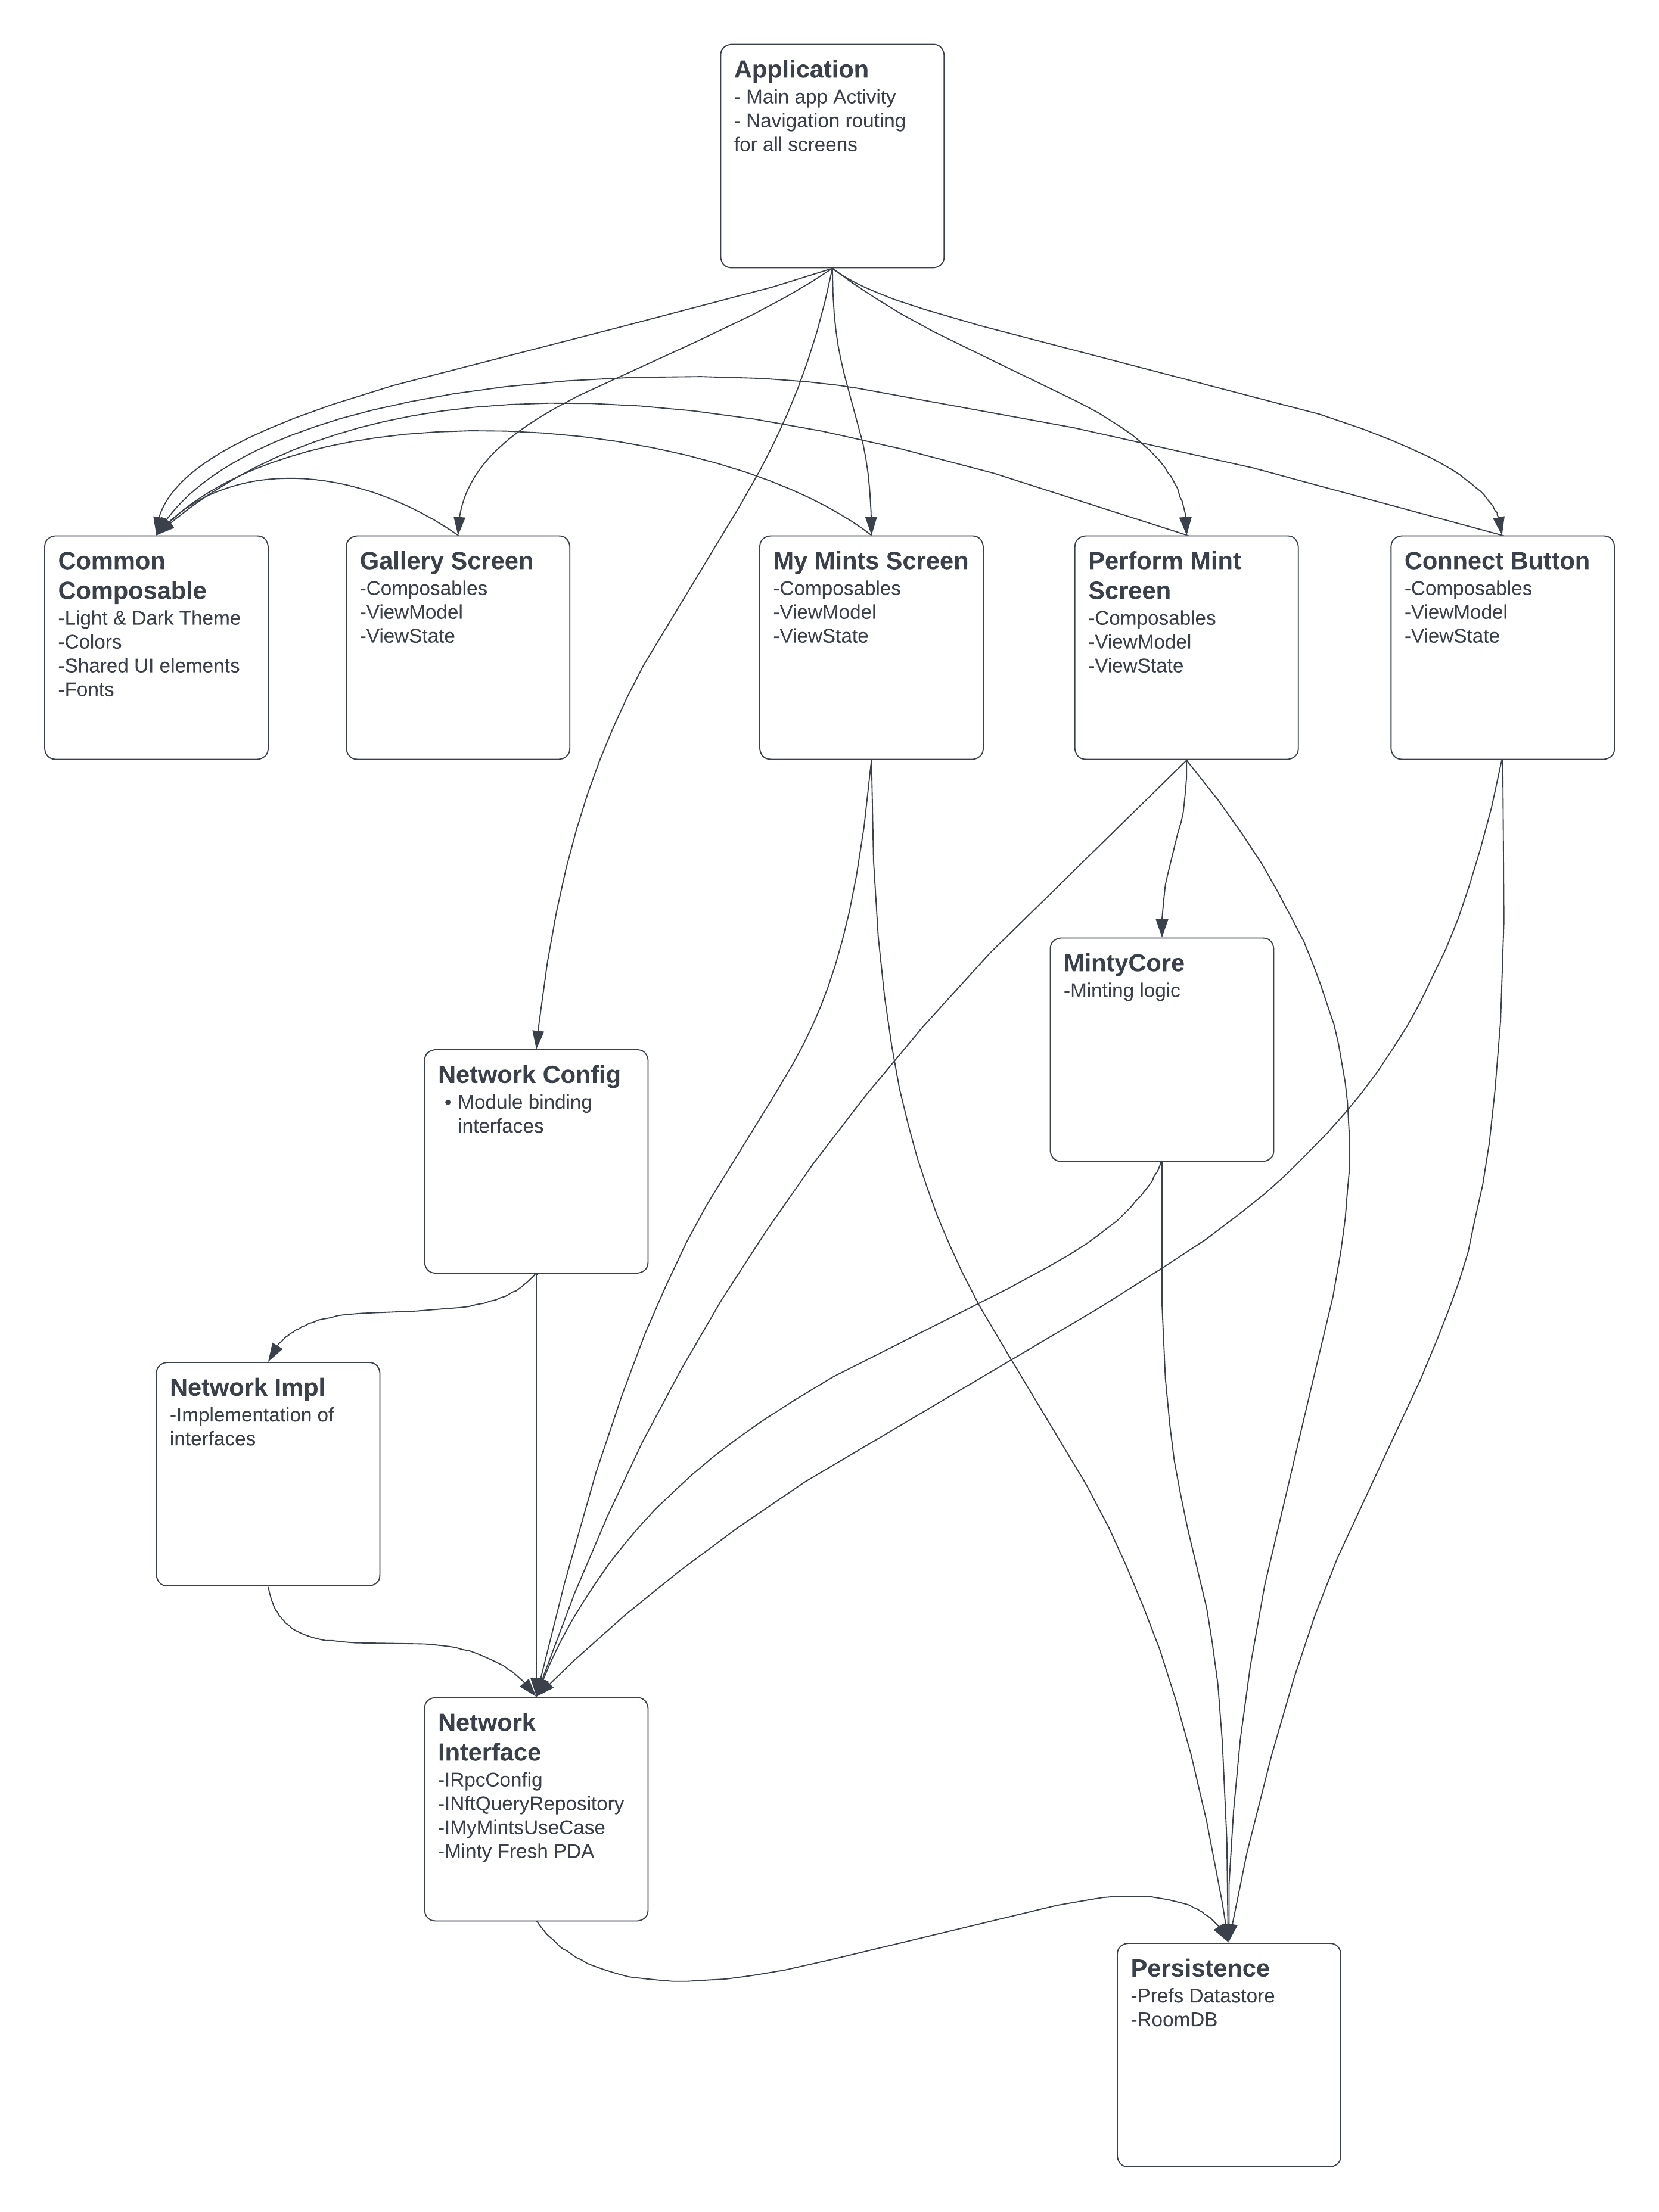 Application
- Main app Activity
- Navigation routing
for all screens
Common
Composable
-Light & Dark Theme
-Colors
-Shared UI elements
-Fonts
Gallery Screen
-Composables
-ViewModel
-ViewState
My Mints Screen
-Composables
-ViewModel
-ViewState
Perform Mint
Screen
-Composables
-ViewModel
-ViewState
Connect Button
-Composables
-ViewModel
-ViewState
MintyCore
-Minting logic
Network Config
• Module binding
interfaces
Network Impl
-Implementation of
interfaces
Network
Interface
-IRpcConfig
-INftQueryRepository
-IMyMintsUseCase
-Minty Fresh PDA
Persistence
-Prefs Datastore
-RoomDB